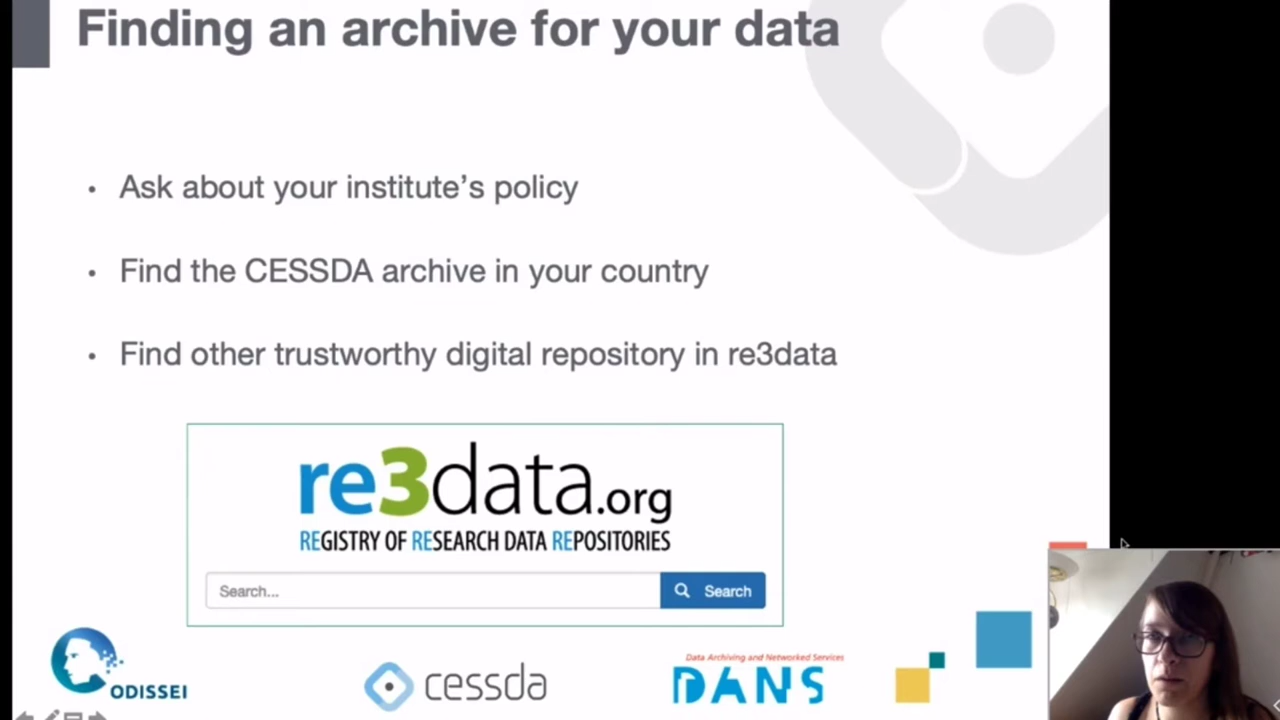 Finding an archive for your data
• Ask about your institute's policy
• Find the CESSDA archive in your country
• Find other trustworthy digital repository in re3data
re3data.org
REGISTRY OF RESEARCH DATA REPOSITORIES
Search...
Search
ODISSEI
cessda
Data Archiving and Networked Services
DANS